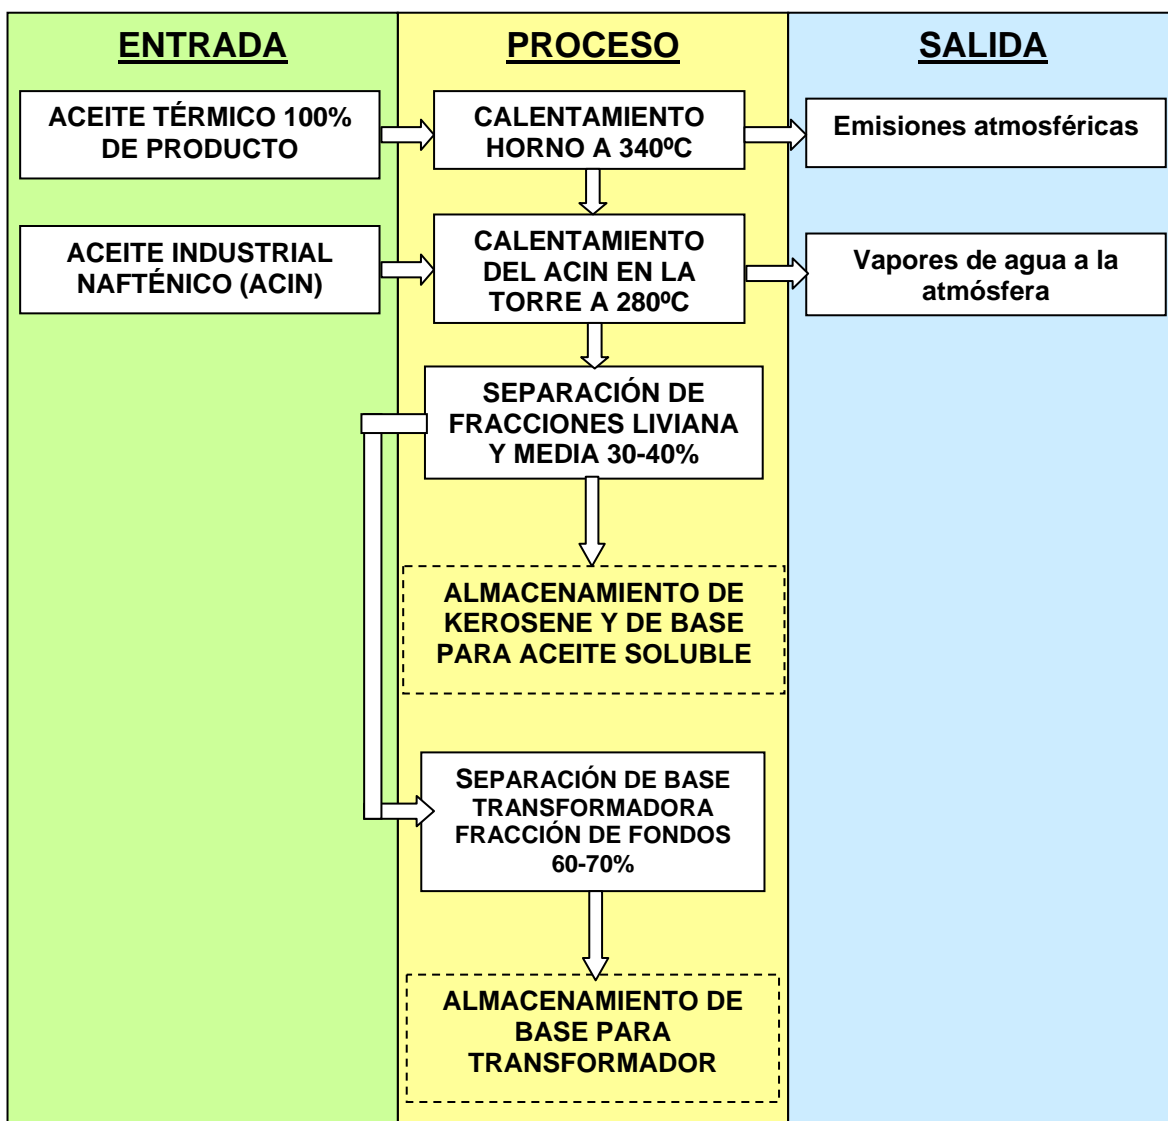 ENTRADA
PROCESO
SALIDA
ACEITE TÉRMICO 100%
DE PRODUCTO
CALENTAMIENTO
HORNO A 340ºC
Emisiones atmosféricas
ACEITE INDUSTRIAL
NAFTÉNICO (ACIN)
CALENTAMIENTO
DEL ACIN EN LA
TORRE A 280ºC
Vapores de agua a la
atmósfera
SEPARACIÓN DE
FRACCIONES LIVIANA
Y MEDIA 30-40%
ALMACENAMIENTO DE
KEROSENE Y DE BASE
PARA ACEITE SOLUBLE
SEPARACIÓN DE BASE
TRANSFORMADORA
FRACCIÓN DE FONDOS
60-70%
ALMACENAMIENTO DE
BASE PARA
TRANSFORMADOR